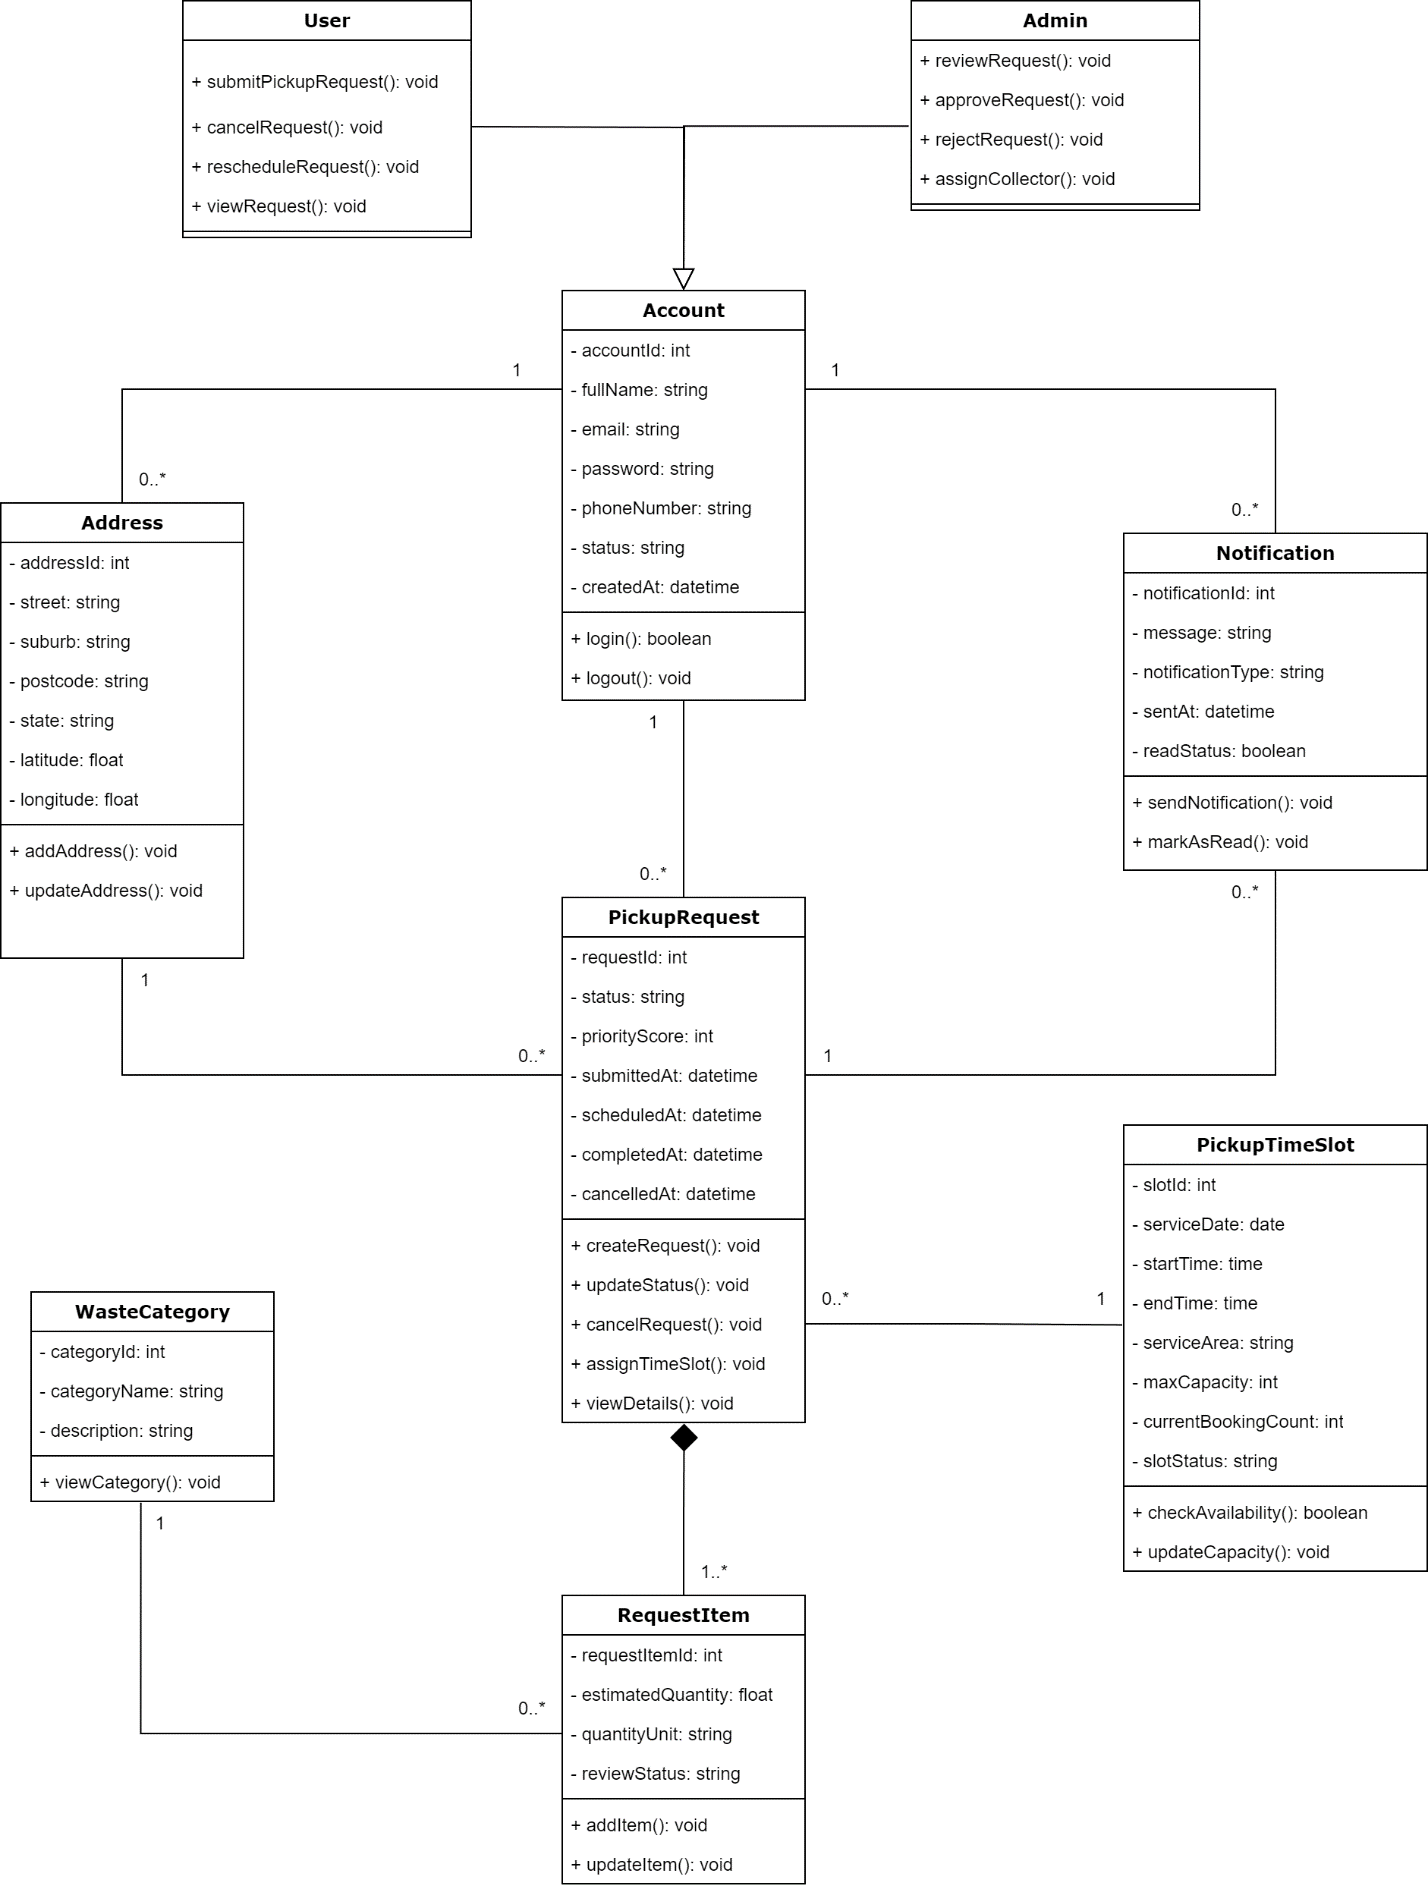 User
+ submitPickupRequest(): void
+ cancelRequest(): void
+ rescheduleRequest(): void
+ viewRequest(): void
Admin
+ reviewRequest(): void
+ approveRequest(): void
+ rejectRequest(): void
+ assignCollector(): void
Account
- accountId: int
- fullName: string
- email: string
- password: string
- phoneNumber: string
- status: string
- createdAt: datetime
+ login(): boolean
+ logout(): void
1
1
0..*
0..*
1
0..*
Address
- addressId: int
- street: string
- suburb: string
- postcode: string
- state: string
- latitude: float
- longitude: float
+ addAddress(): void
+ updateAddress(): void
1
0..*
Notification
- notificationId: int
- message: string
- notificationType: string
- sentAt: datetime
- readStatus: boolean
+ sendNotification(): void
+ markAsRead(): void
0..*
1
PickupRequest
- requestId: int
- status: string
- priorityScore: int
- submittedAt: datetime
- scheduledAt: datetime
- completedAt: datetime
- cancelledAt: datetime
+ createRequest(): void
+ updateStatus(): void
+ cancelRequest(): void
+ assignTimeSlot(): void
+ viewDetails(): void
0..*
1
PickupTimeSlot
- slotId: int
- serviceDate: date
- startTime: time
- endTime: time
- serviceArea: string
- maxCapacity: int
- currentBookingCount: int
- slotStatus: string
+ checkAvailability(): boolean
+ updateCapacity(): void
WasteCategory
- categoryId: int
- categoryName: string
- description: string
+ viewCategory(): void
1
0..*
1..*
RequestItem
- requestItemId: int
- estimatedQuantity: float
- quantityUnit: string
- reviewStatus: string
+ addItem(): void
+ updateItem(): void